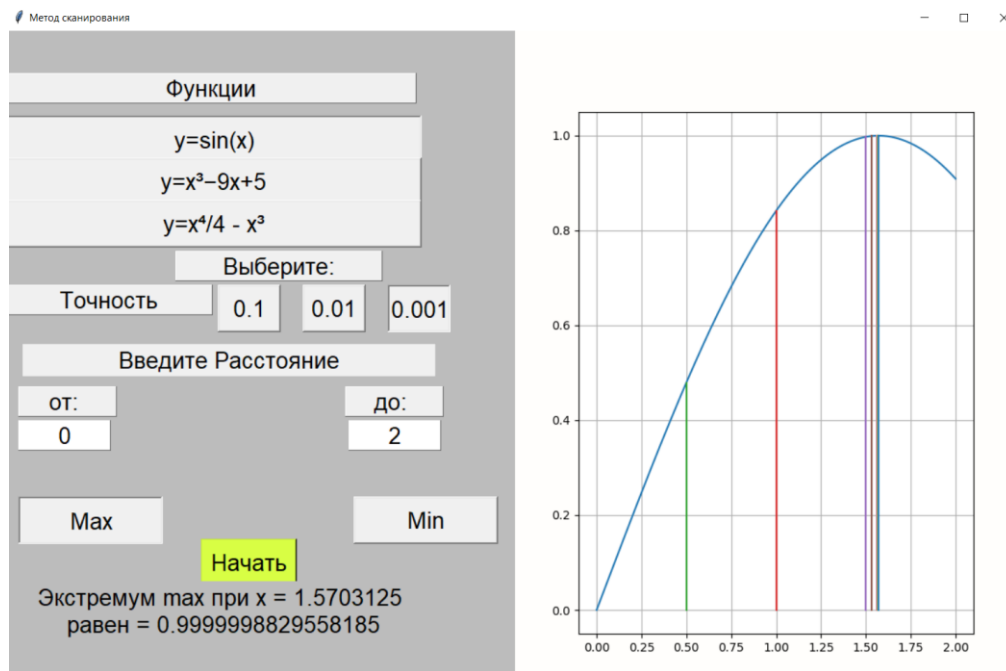 Метод сканирования
Функции
y=sin(x)
y=x³−9x+5
y=x⁴/4 - x³
Выберите:
Точность
0.1
0.01
0.001
Введите Расстояние
от:
до:
0
2
Max
Min
Начать
Экстремум max при x = 1.5703125
равен = 0.9999998829558185
1.0
0.8
0.6
0.4
0.2
0.0
0.00 0.25 0.50 0.75 1.00 1.25 1.50 1.75 2.00